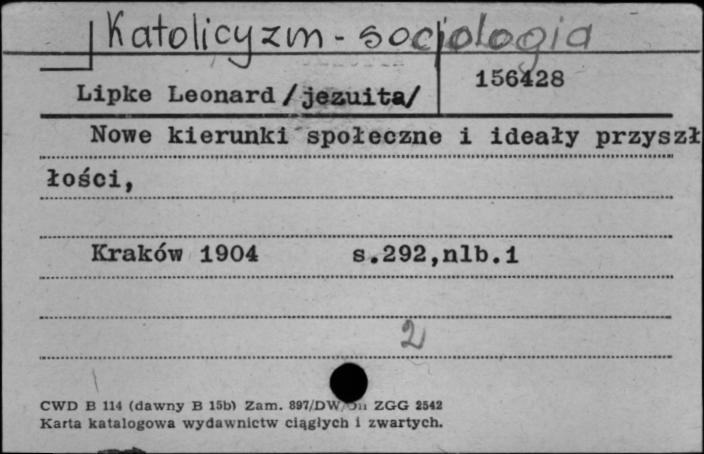 Katolicyzm - socjologia
156428
Lipke Leonard /jezuita/
Nowe kierunki społeczne i ideały przyszł
łości,
Kraków 1904 s.292,nlb.1
2
CWD B 114 (dawny B 15b) Zam. 897/DW ZGG 2542
Karta katalogowa wydawnictw ciągłych i zwartych.